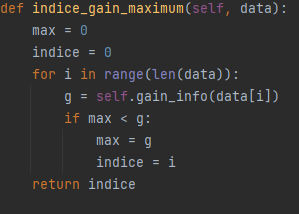 def indice_gain_maximum(self, data):
    max = 0
    indice = 0
    for i in range(len(data)):
        g = self.gain_info(data[i])
        if max < g:
            max = g
            indice = i
    return indice